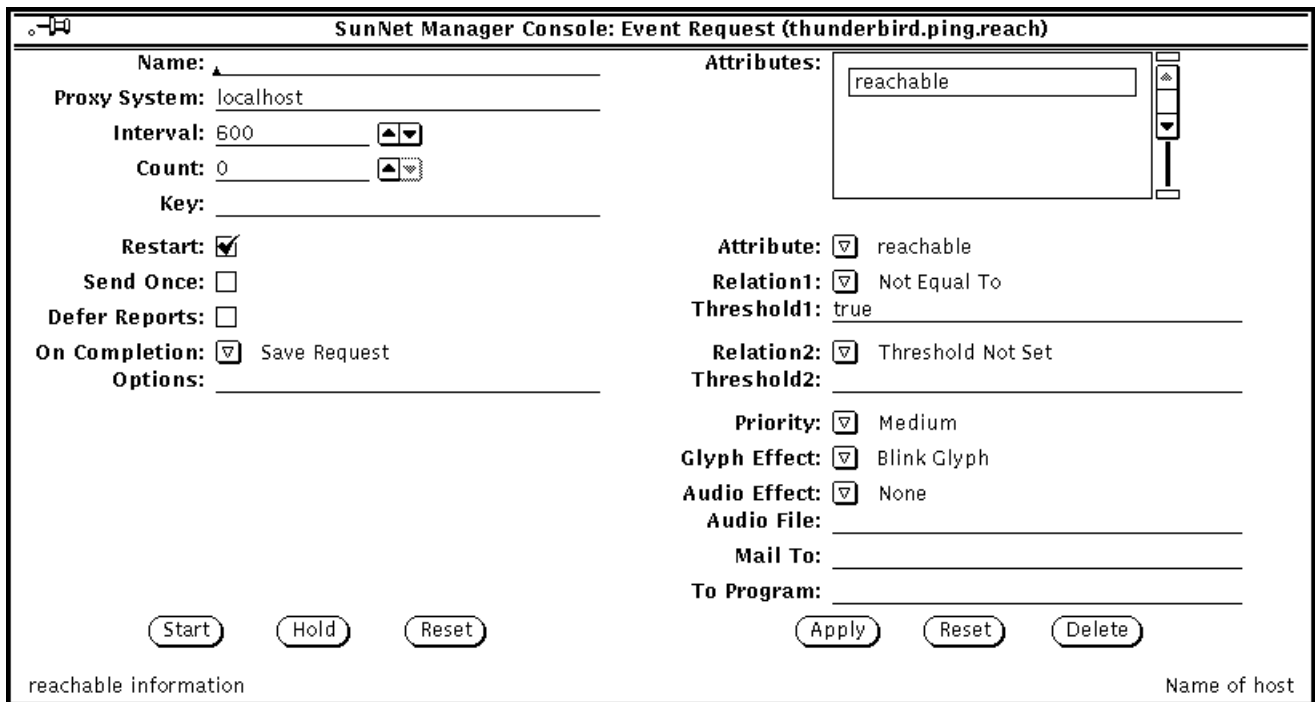 SunNet Manager Console: Event Request (thunderbird.ping.reach)
Name:
Proxy System: localhost
Interval: 600
Count: 0
Key:
Restart:
Send Once:
Defer Reports:
On Completion: Save Request
Options:
Attributes:
reachable
Attribute: reachable
Relation1: Not Equal To
Threshold1: true
Relation2: Threshold Not Set
Threshold2:
Priority: Medium
Glyph Effect: Blink Glyph
Audio Effect: None
Audio File:
Mail To:
To Program:
Start Hold Reset
Apply Reset Delete
reachable information
Name of host